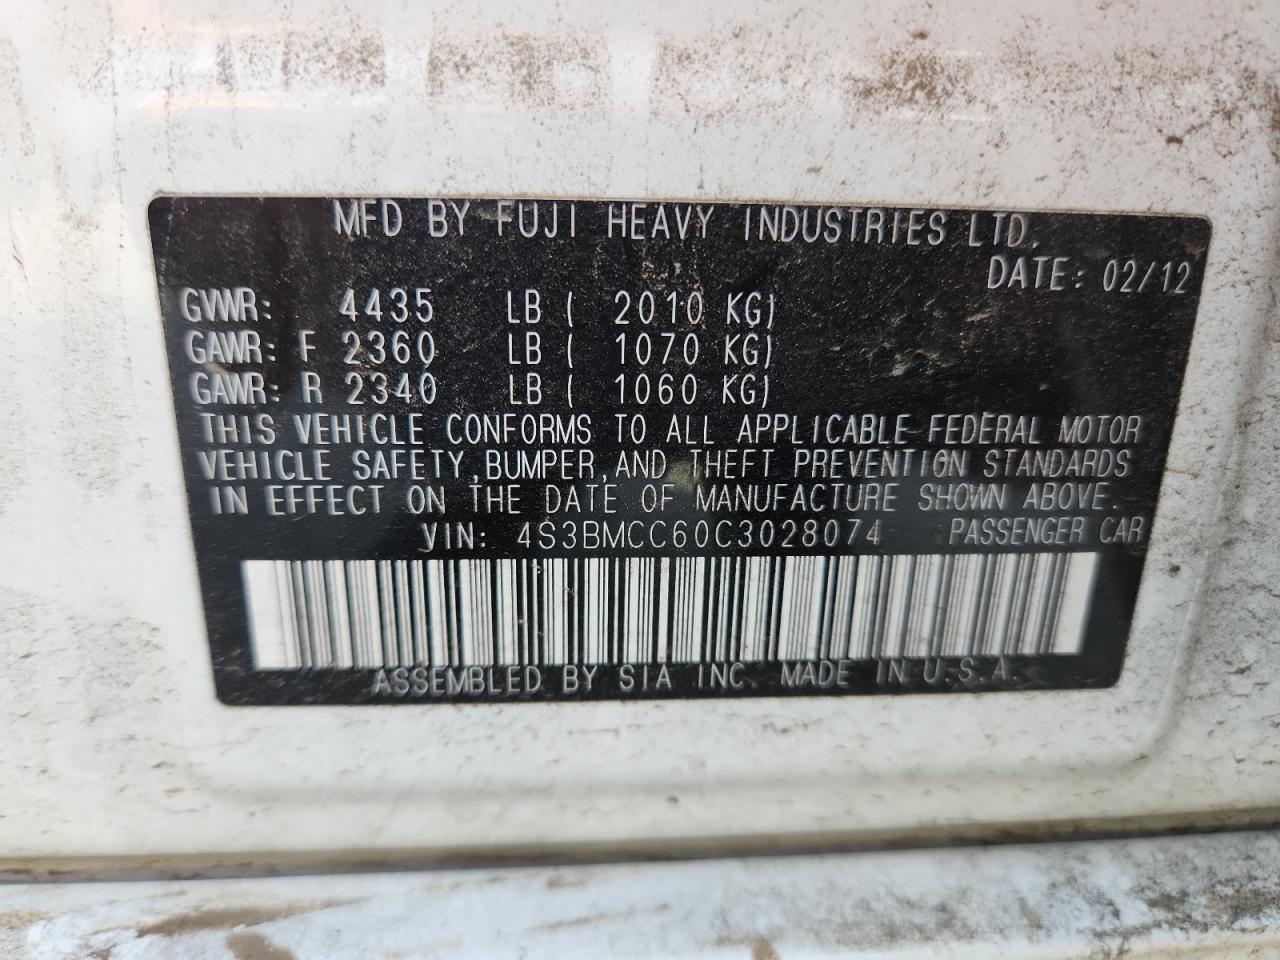 MFD BY FUJI HEAVY INDUSTRIES LTD.
DATE: 02/12
GVWR: 4435 LB ( 2010 KG)
GAWR: F 2360 LB ( 1070 KG)
GAWR: R 2340 LB ( 1060 KG)
THIS VEHICLE CONFORMS TO ALL APPLICABLE FEDERAL MOTOR
VEHICLE SAFETY, BUMPER, AND THEFT PREVENTION STANDARDS
IN EFFECT ON THE DATE OF MANUFACTURE SHOWN ABOVE.
VIN: 4S3BMCC60C3028074 PASSENGER CAR
ASSEMBLED BY SIA INC. MADE IN U.S.A.